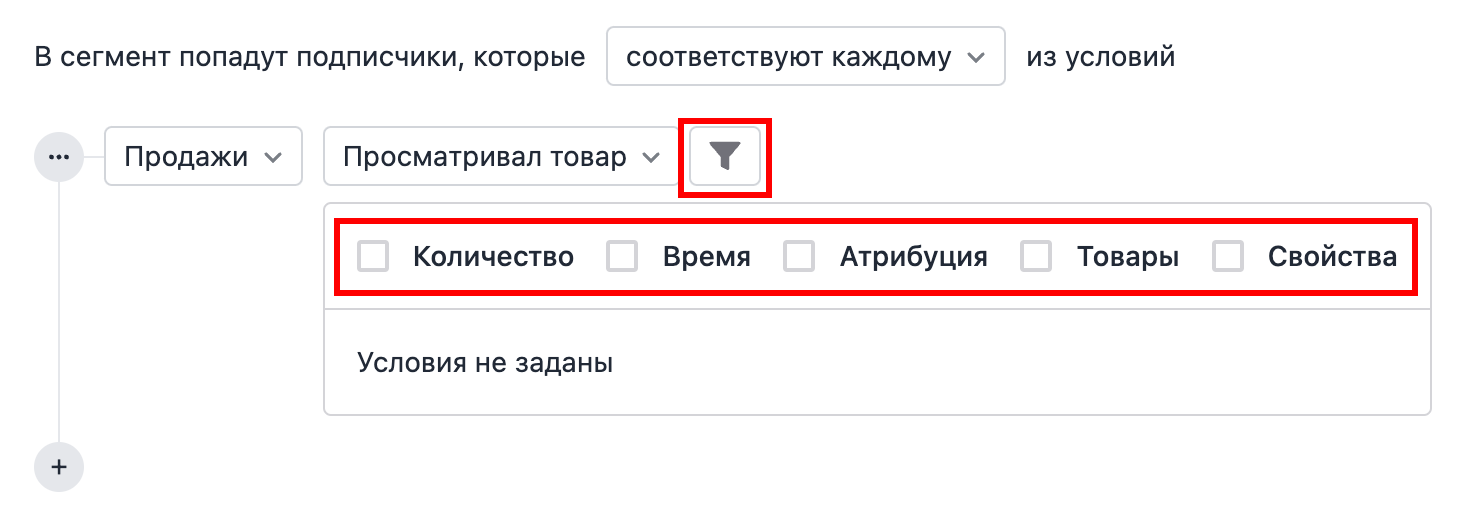 В сегмент попадут подписчики, которые соответствуют каждому из условий
Продажи Просматривал товар
Количество Время Атрибуция Товары Свойства
Условия не заданы